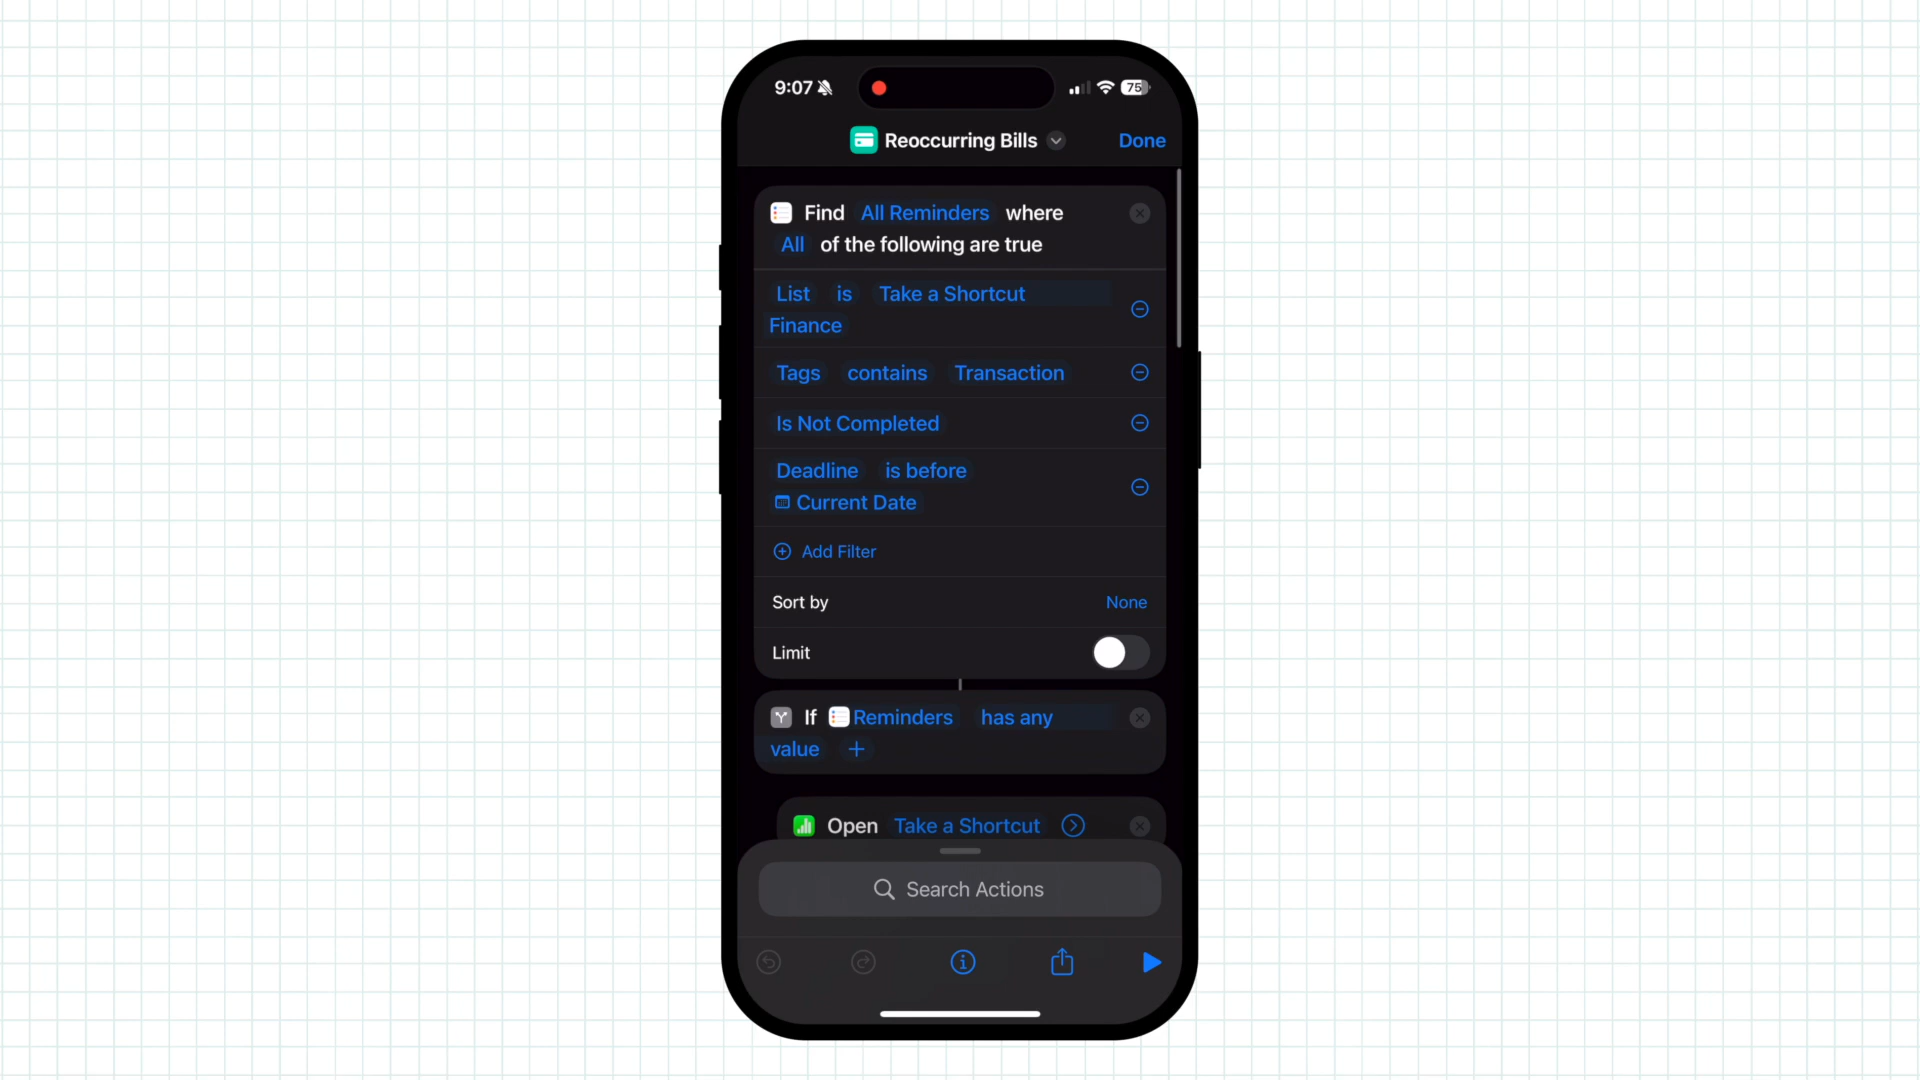 9:07
75
Reoccurring Bills
Done
Find All Reminders where
All of the following are true
List is Take a Shortcut
Finance
Tags contains Transaction
Is Not Completed
Deadline is before
Current Date
Add Filter
Sort by None
Limit
If Reminders has any
value
Open Take a Shortcut
Search Actions